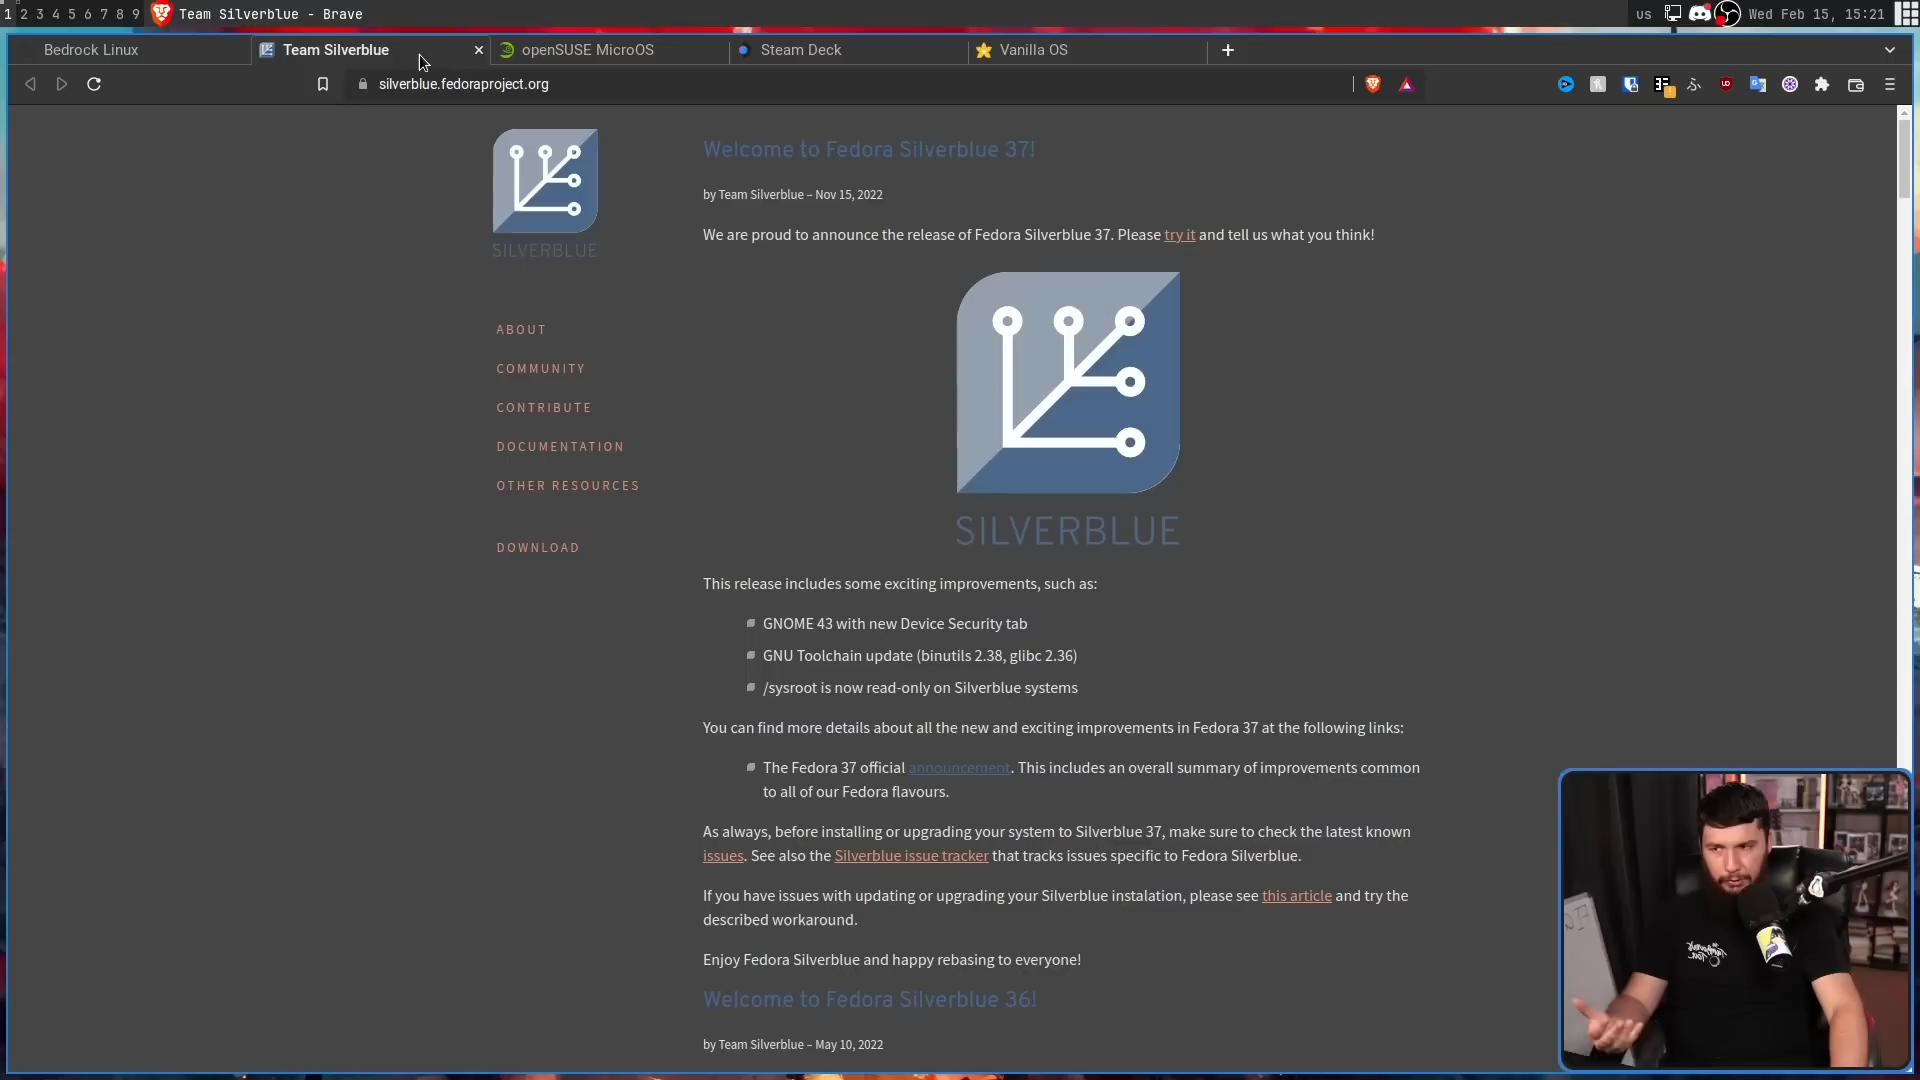 1 2 3 4 5 6 7 8 9 Team Silverblue - Brave us Wed Feb 15, 15:21
Bedrock Linux Team Silverblue openSUSE MicroOS Steam Deck Vanilla OS
silverblue.fedoraproject.org
SILVERBLUE
ABOUT
COMMUNITY
CONTRIBUTE
DOCUMENTATION
OTHER RESOURCES
DOWNLOAD
Welcome to Fedora Silverblue 37!
by Team Silverblue – Nov 15, 2022
We are proud to announce the release of Fedora Silverblue 37. Please try it and tell us what you think!
SILVERBLUE
This release includes some exciting improvements, such as:
GNOME 43 with new Device Security tab
GNU Toolchain update (binutils 2.38, glibc 2.36)
/sysroot is now read-only on Silverblue systems
You can find more details about all the new and exciting improvements in Fedora 37 at the following links:
The Fedora 37 official announcement. This includes an overall summary of improvements common
to all of our Fedora flavours.
As always, before installing or upgrading your system to Silverblue 37, make sure to check the latest known
issues. See also the Silverblue issue tracker that tracks issues specific to Fedora Silverblue.
If you have issues with updating or upgrading your Silverblue instalation, please see this article and try the
described workaround.
Enjoy Fedora Silverblue and happy rebasing to everyone!
Welcome to Fedora Silverblue 36!
by Team Silverblue – May 10, 2022